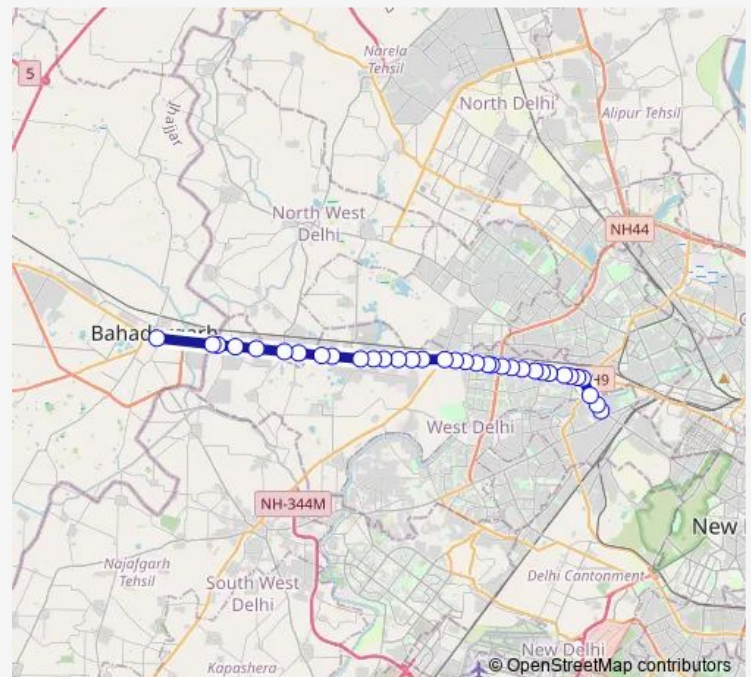 5
Narela
Tehsil
North Delhi
Alipur Tehsil
Jhajjar
North West
Delhi
NH44
Bahadurgarh
H9
West Delhi
NH-344M
New
Najafgarh
Tehsil
South West
Delhi
Delhi Cantonment
New Delhi
Kapashera
© OpenStreetMap contributors